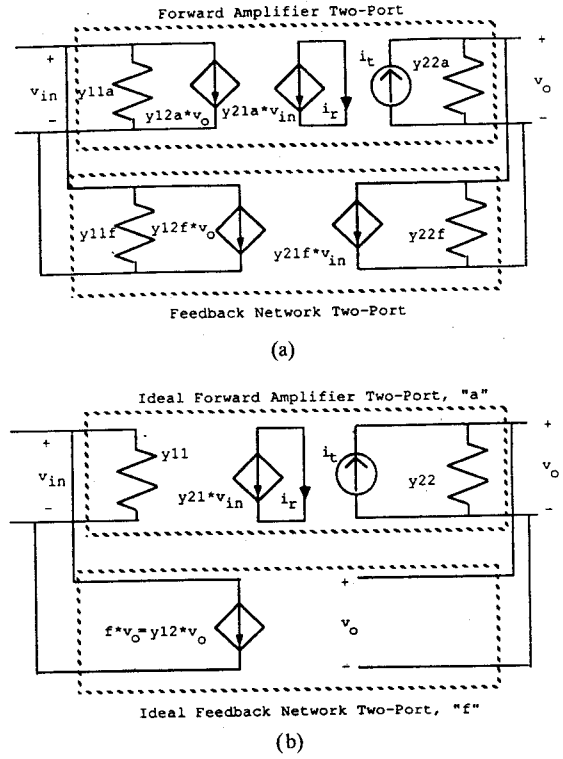 Forward Amplifier Two-Port
+ i_t y22a +
v_in y11a v_o
y12a*v_o y21a*v_in i_r
− −
y11f y12f*v_o y21f*v_in y22f
Feedback Network Two-Port
(a)
Ideal Forward Amplifier Two-Port, "a"
+ y11 i_t +
v_in y21*v_in i_r y22 v_o
− −
+
f*v_o=y12*v_o v_o
−
Ideal Feedback Network Two-Port, "f"
(b)